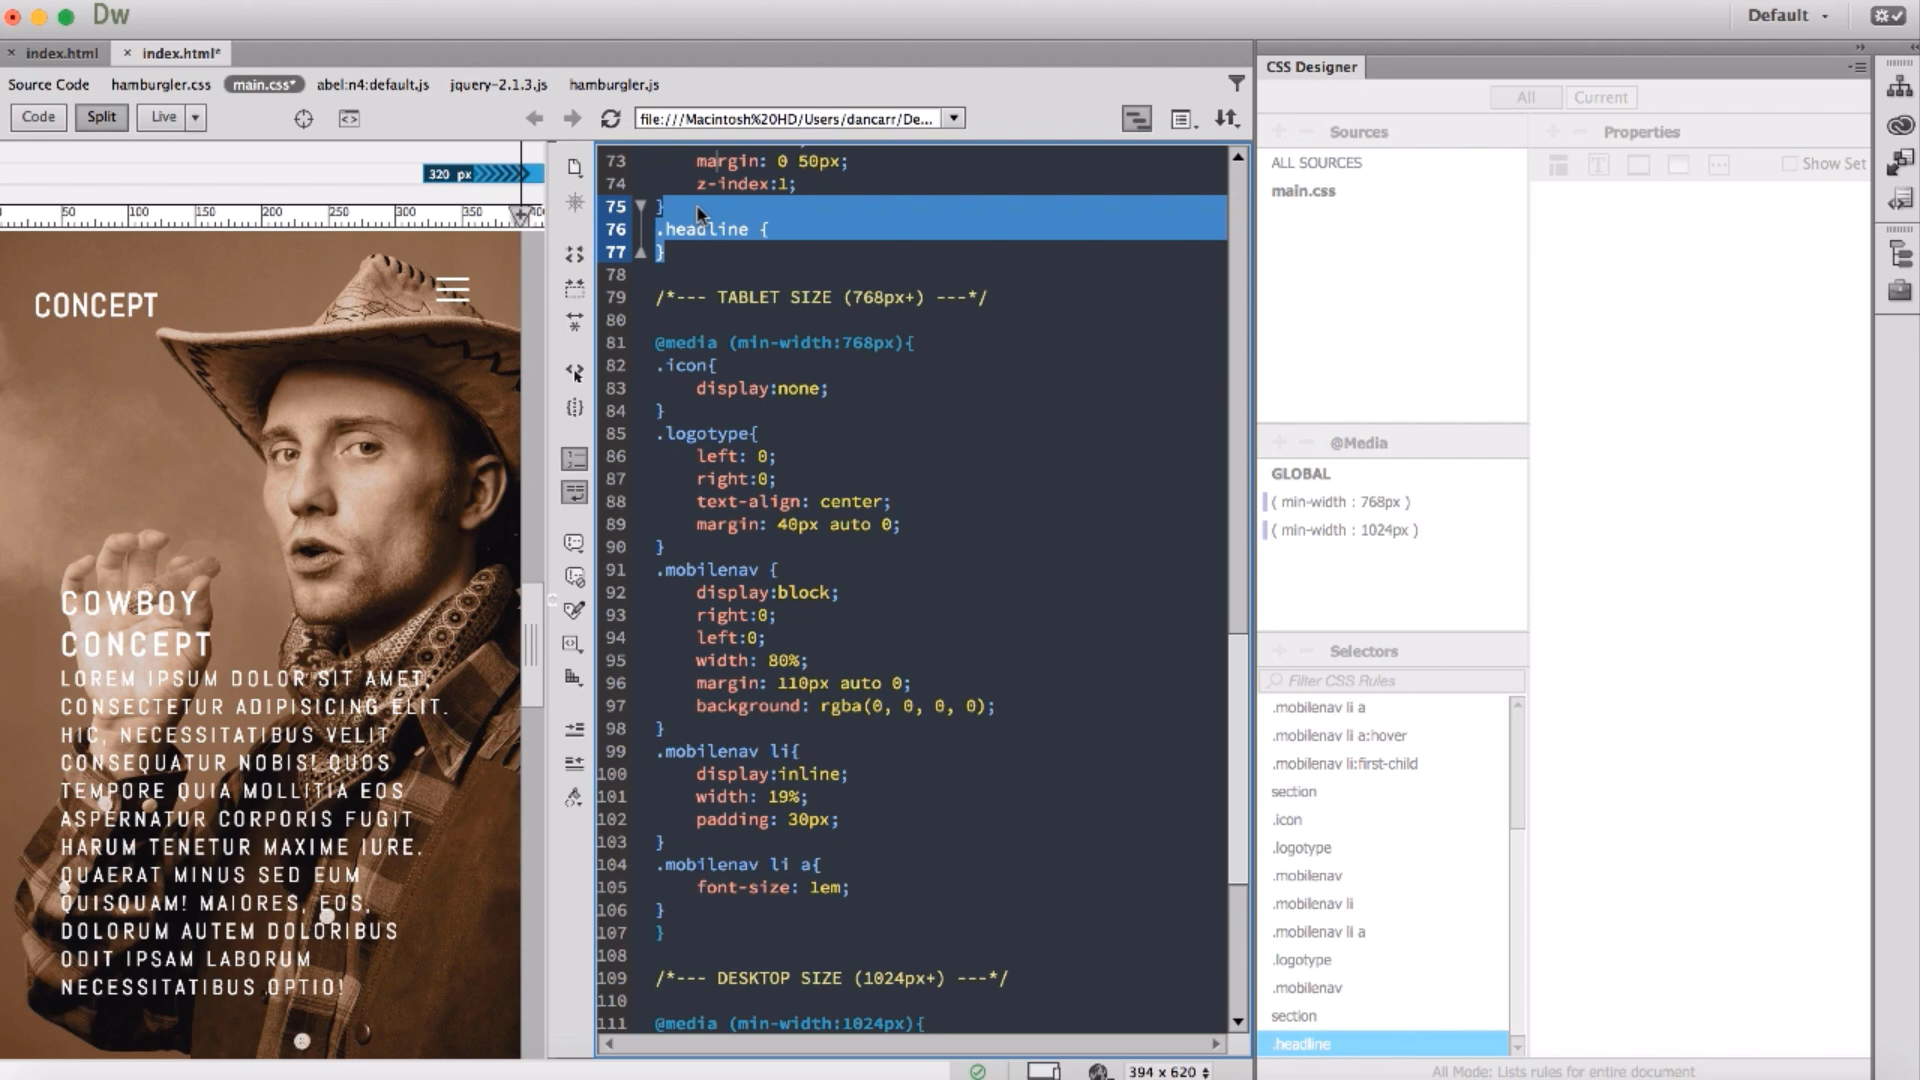 Dw
Default
index.html
index.html*
Source Code
hamburgler.css
main.css*
abel:n4:default.js
jquery-2.1.3.js
hamburgler.js
Code
Split
Live
file:///Macintosh%20HD/Users/dancarr/De...
320 px
50 100 150 200 250 300 350
CONCEPT
COWBOY
CONCEPT
LOREM IPSUM DOLOR SIT AMET,
CONSECTETUR ADIPISICING ELIT.
HIC, NECESSITATIBUS VELIT
CONSEQUATUR NOBIS! QUOS
TEMPORE QUIA MOLLITIA EOS
ASPERNATUR CORPORIS FUGIT
HARUM TENETUR MAXIME IURE.
QUAERAT MINUS SED EUM
QUISQUAM! MAIORES, EOS,
DOLORUM AUTEM DOLORIBUS
ODIT IPSAM LABORUM
NECESSITATIBUS OPTIO!
73 margin: 0 50px;
74 z-index:1;
75 }
76 .headline {
77 }
78
79 /*--- TABLET SIZE (768px+) ---*/
80
81 @media (min-width:768px){
82 .icon{
83 display:none;
84 }
85 .logotype{
86 left: 0;
87 right:0;
88 text-align: center;
89 margin: 40px auto 0;
90 }
91 .mobilenav {
92 display:block;
93 right:0;
94 left:0;
95 width: 80%;
96 margin: 110px auto 0;
97 background: rgba(0, 0, 0, 0);
98 }
99 .mobilenav li{
100 display:inline;
101 width: 19%;
102 padding: 30px;
103 }
104 .mobilenav li a{
105 font-size: 1em;
106 }
107 }
108
109 /*--- DESKTOP SIZE (1024px+) ---*/
110
111 @media (min-width:1024px){
394 x 620
CSS Designer
All
Current
Sources
ALL SOURCES
main.css
@Media
GLOBAL
( min-width : 768px )
( min-width : 1024px )
Selectors
Filter CSS Rules
.mobilenav li a
.mobilenav li a:hover
.mobilenav li:first-child
section
.icon
.logotype
.mobilenav
.mobilenav li
.mobilenav li a
.logotype
.mobilenav
section
.headline
Properties
Show Set
All Mode: Lists rules for entire document